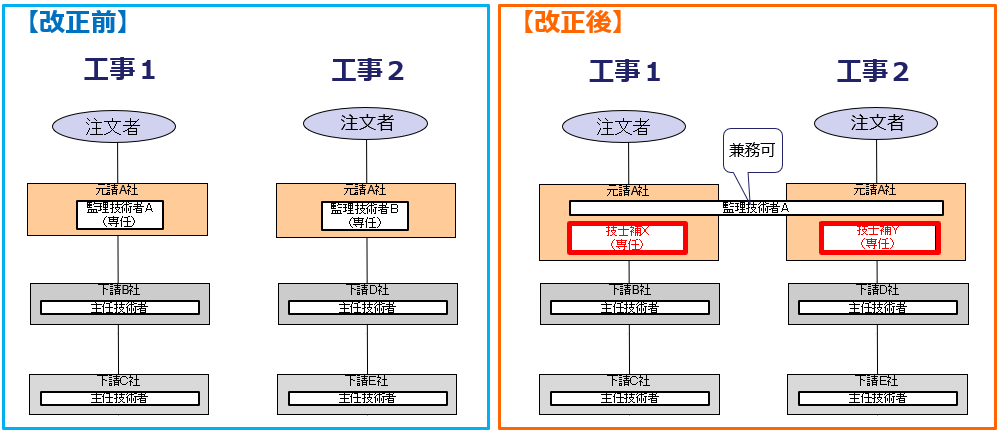 【改正前】
工事１
工事２
注文者
注文者
元請A社
監理技術者A
（専任）
元請A社
監理技術者B
（専任）
下請B社
主任技術者
下請D社
主任技術者
下請C社
主任技術者
下請E社
主任技術者
【改正後】
工事１
工事２
注文者
注文者
兼務可
元請A社
元請A社
監理技術者A
技士補X
（専任）
技士補Y
（専任）
下請B社
主任技術者
下請D社
主任技術者
下請C社
主任技術者
下請E社
主任技術者